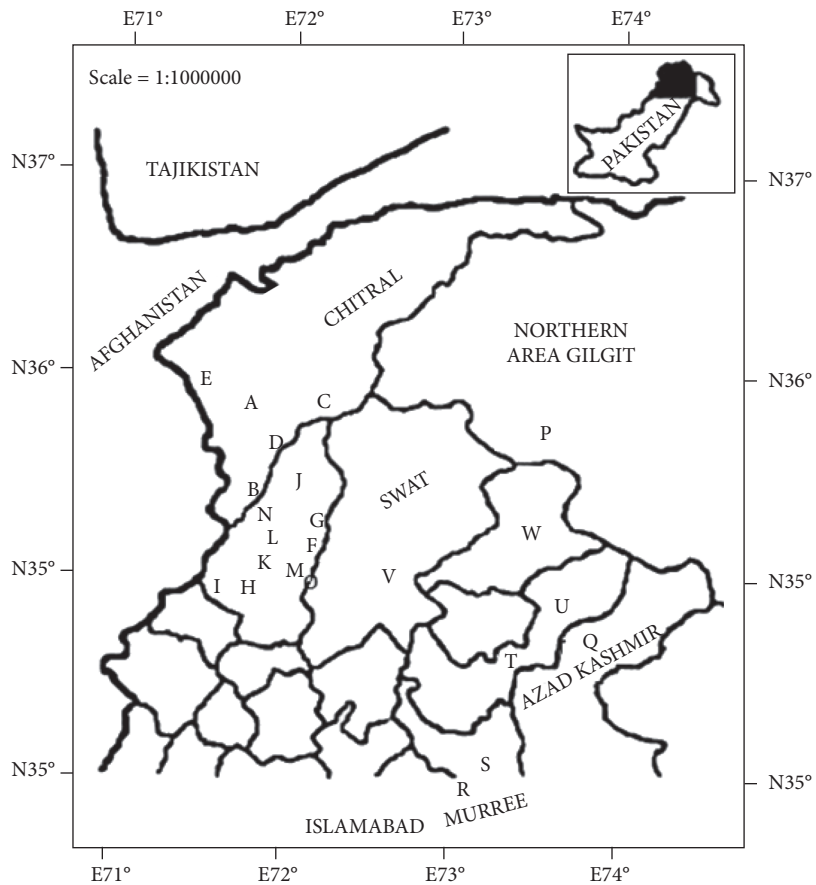 E71° E72° E73° E74°
Scale = 1:1000000
PAKISTAN
N37° TAJIKISTAN N37°
AFGHANISTAN
CHITRAL
NORTHERN
AREA GILGIT
N36° N36°
E
A C
D P
J
SWAT
B
N G
L F W
K
N35° M O V N35°
I H
U
Q
T
AZAD KASHMIR
S
N35° R N35°
MURREE
ISLAMABAD
E71° E72° E73° E74°